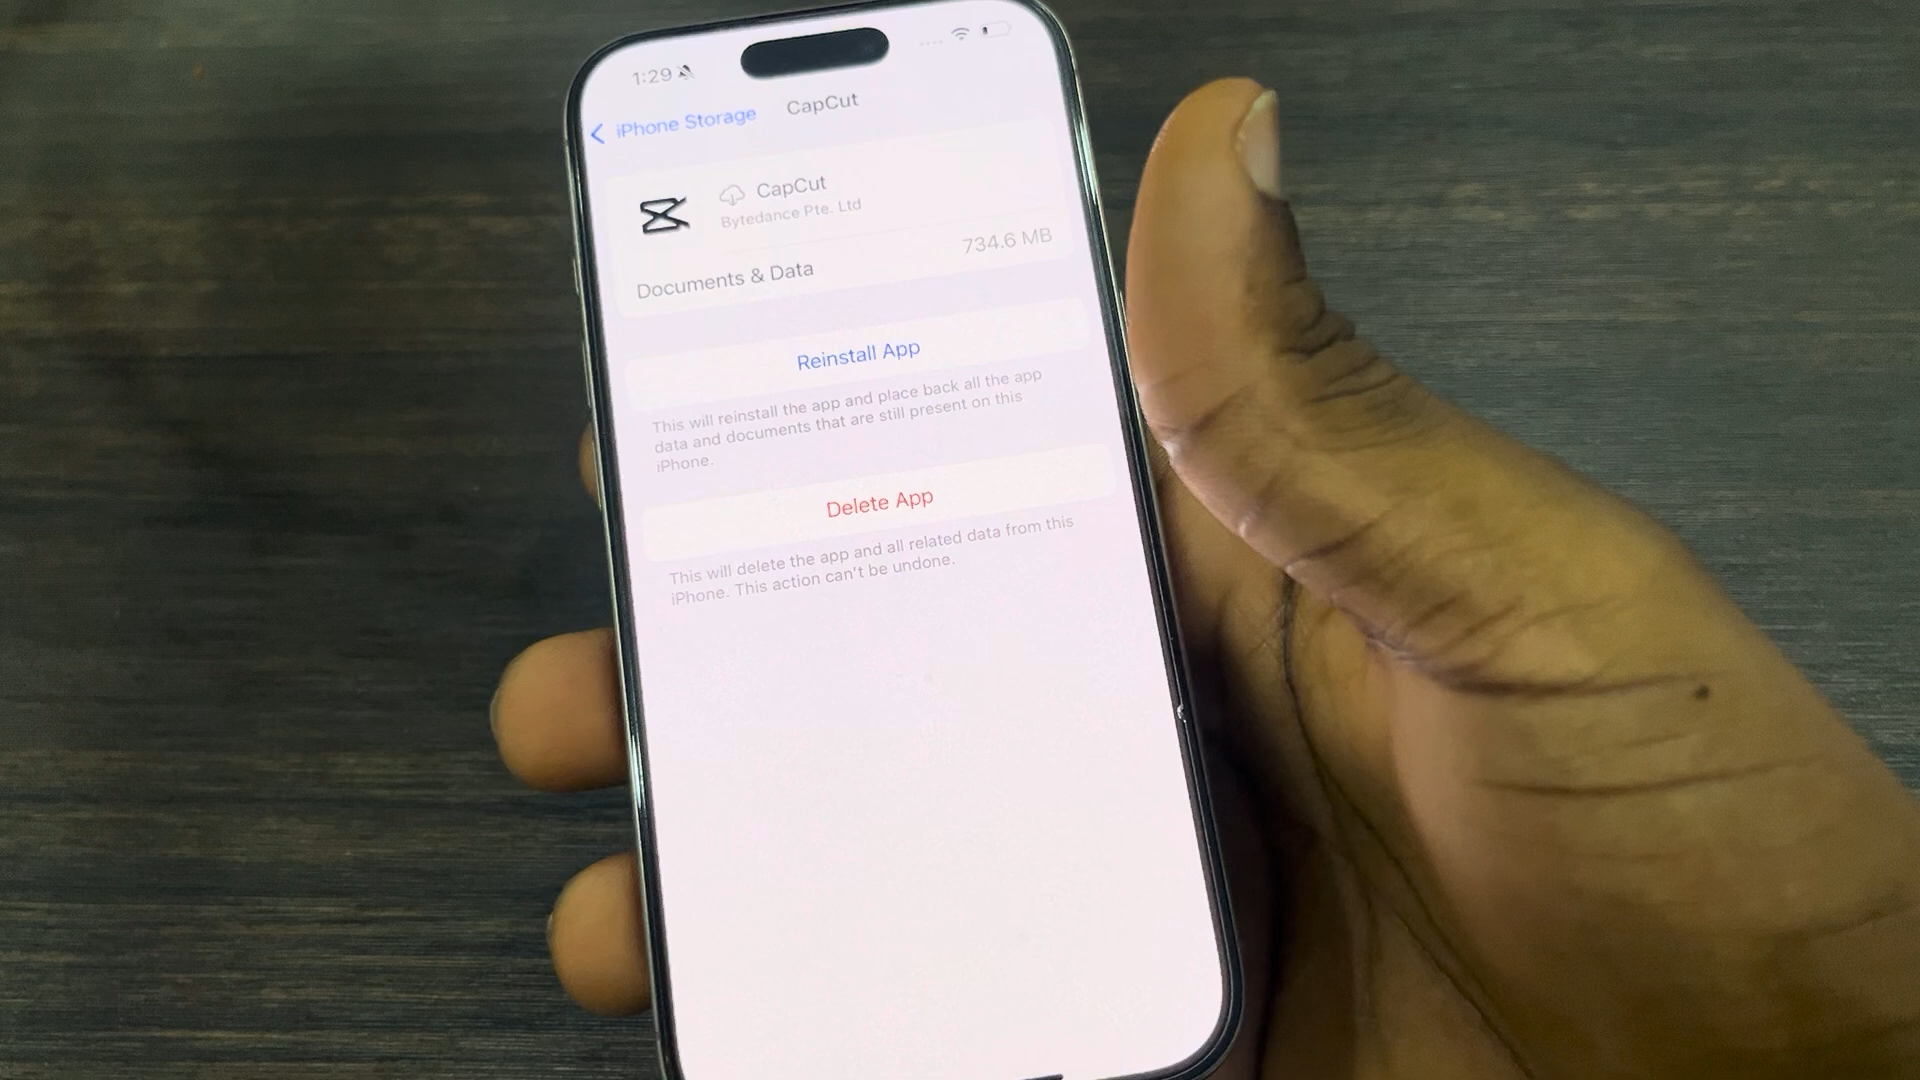 1:29
iPhone Storage
CapCut
CapCut
Bytedance Pte. Ltd
Documents & Data
734.6 MB
Reinstall App
This will reinstall the app and place back all the app
data and documents that are still present on this
iPhone.
Delete App
This will delete the app and all related data from this
iPhone. This action can't be undone.